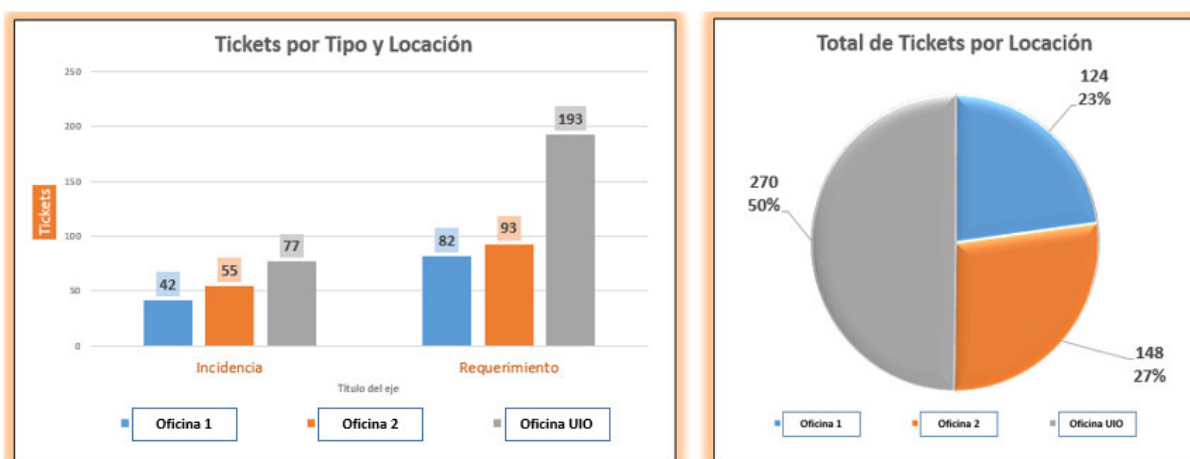 Tickets por Tipo y Locación
250
200
150
100
50
0
Tickets
42
55
77
82
93
193
Incidencia
Requerimiento
Título del eje
Oficina 1
Oficina 2
Oficina UIO
Total de Tickets por Locación
124
23%
270
50%
148
27%
Oficina 1
Oficina 2
Oficina UIO